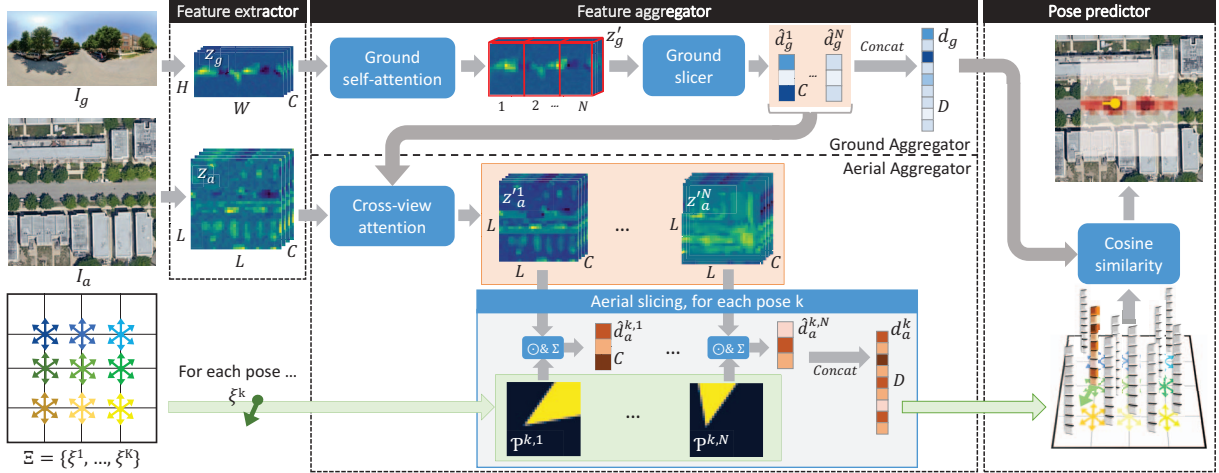 Feature extractor
Feature aggregator
Pose predictor
I_g
z_g
H
W
C
Ground
self-attention
z'_g
1 2 ... N
Ground
slicer
d̂_g^1 ... d̂_g^N
C
Concat
d_g
D
Ground Aggregator
Aerial Aggregator
I_a
z_a
L
L
C
Cross-view
attention
z'_a^1
L
L
C
...
z'_a^N
L
L
C
Cosine
similarity
Aerial slicing, for each pose k
⊙& Σ
d̂_a^{k,1}
C
...
⊙& Σ
d̂_a^{k,N}
Concat
d_a^k
D
For each pose ...
ξ^k
𝒫^{k,1}
...
𝒫^{k,N}
Ξ = {ξ^1, ..., ξ^K}